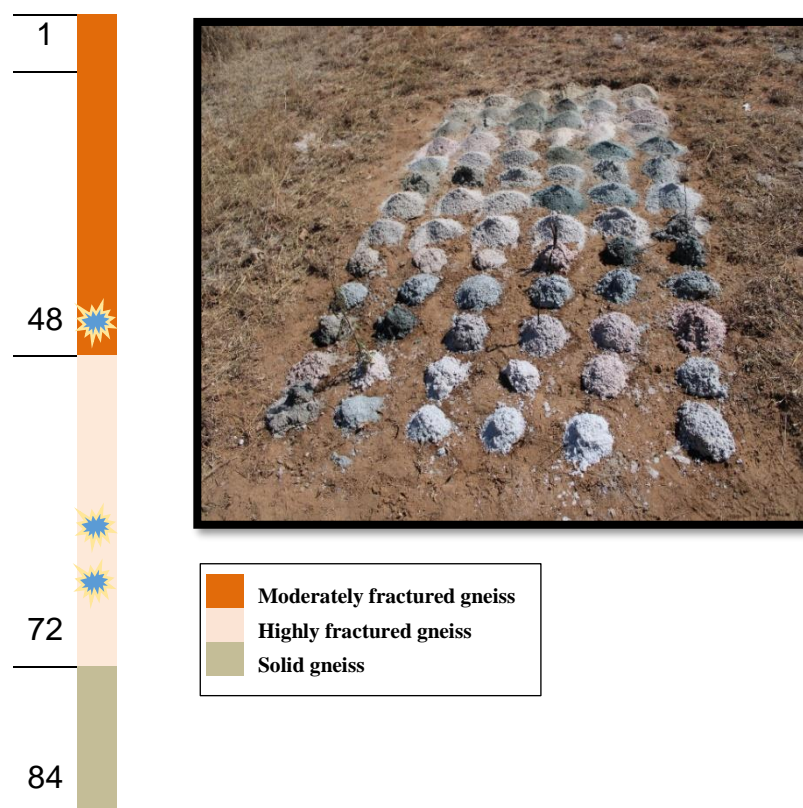 1
48
72
84
Moderately fractured gneiss
Highly fractured gneiss
Solid gneiss